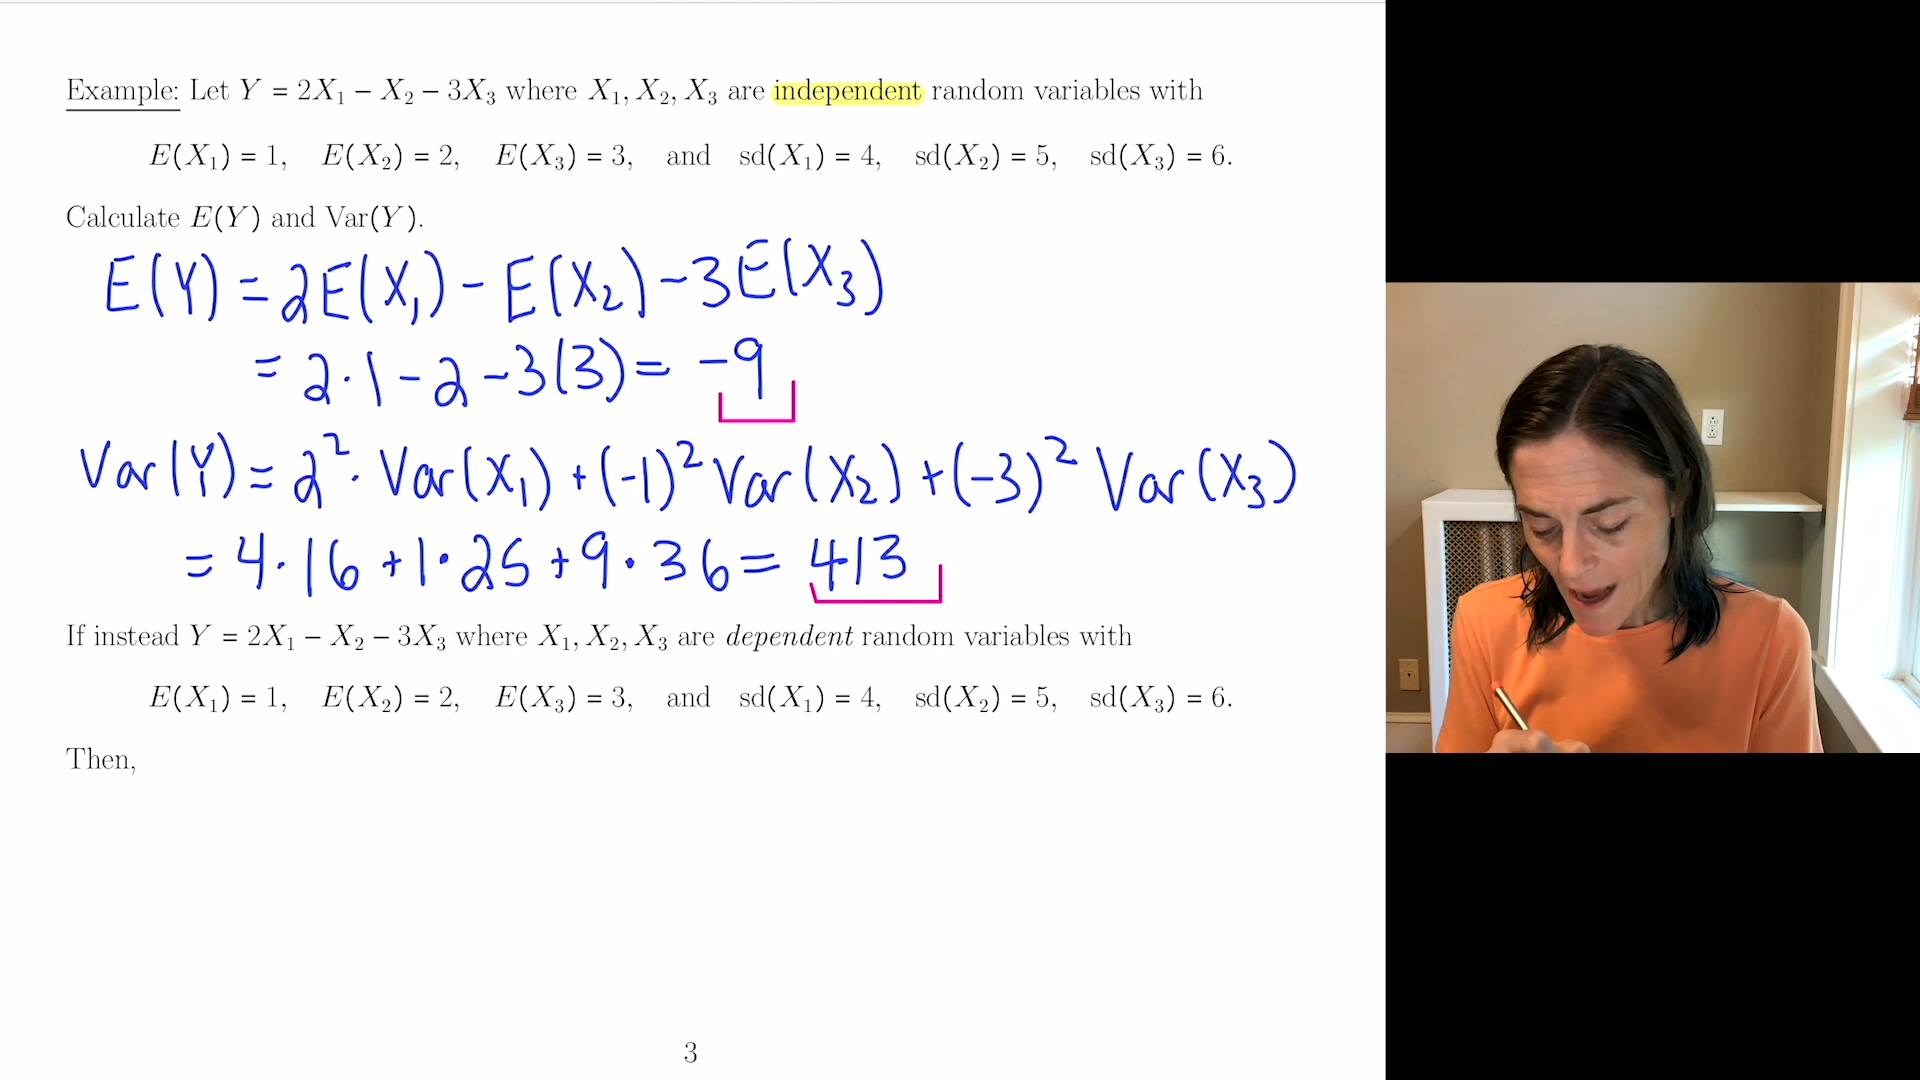 Example: Let Y = 2X₁ − X₂ − 3X₃ where X₁, X₂, X₃ are independent random variables with
E(X₁) = 1, E(X₂) = 2, E(X₃) = 3, and sd(X₁) = 4, sd(X₂) = 5, sd(X₃) = 6.
Calculate E(Y) and Var(Y).
E(Y) = 2E(X₁) − E(X₂) − 3E(X₃)
= 2·1 − 2 − 3(3) = −9
Var(Y) = 2²· Var(X₁) + (−1)² Var(X₂) + (−3)² Var(X₃)
= 4·16 + 1·25 + 9·36 = 413
If instead Y = 2X₁ − X₂ − 3X₃ where X₁, X₂, X₃ are dependent random variables with
E(X₁) = 1, E(X₂) = 2, E(X₃) = 3, and sd(X₁) = 4, sd(X₂) = 5, sd(X₃) = 6.
Then,
3